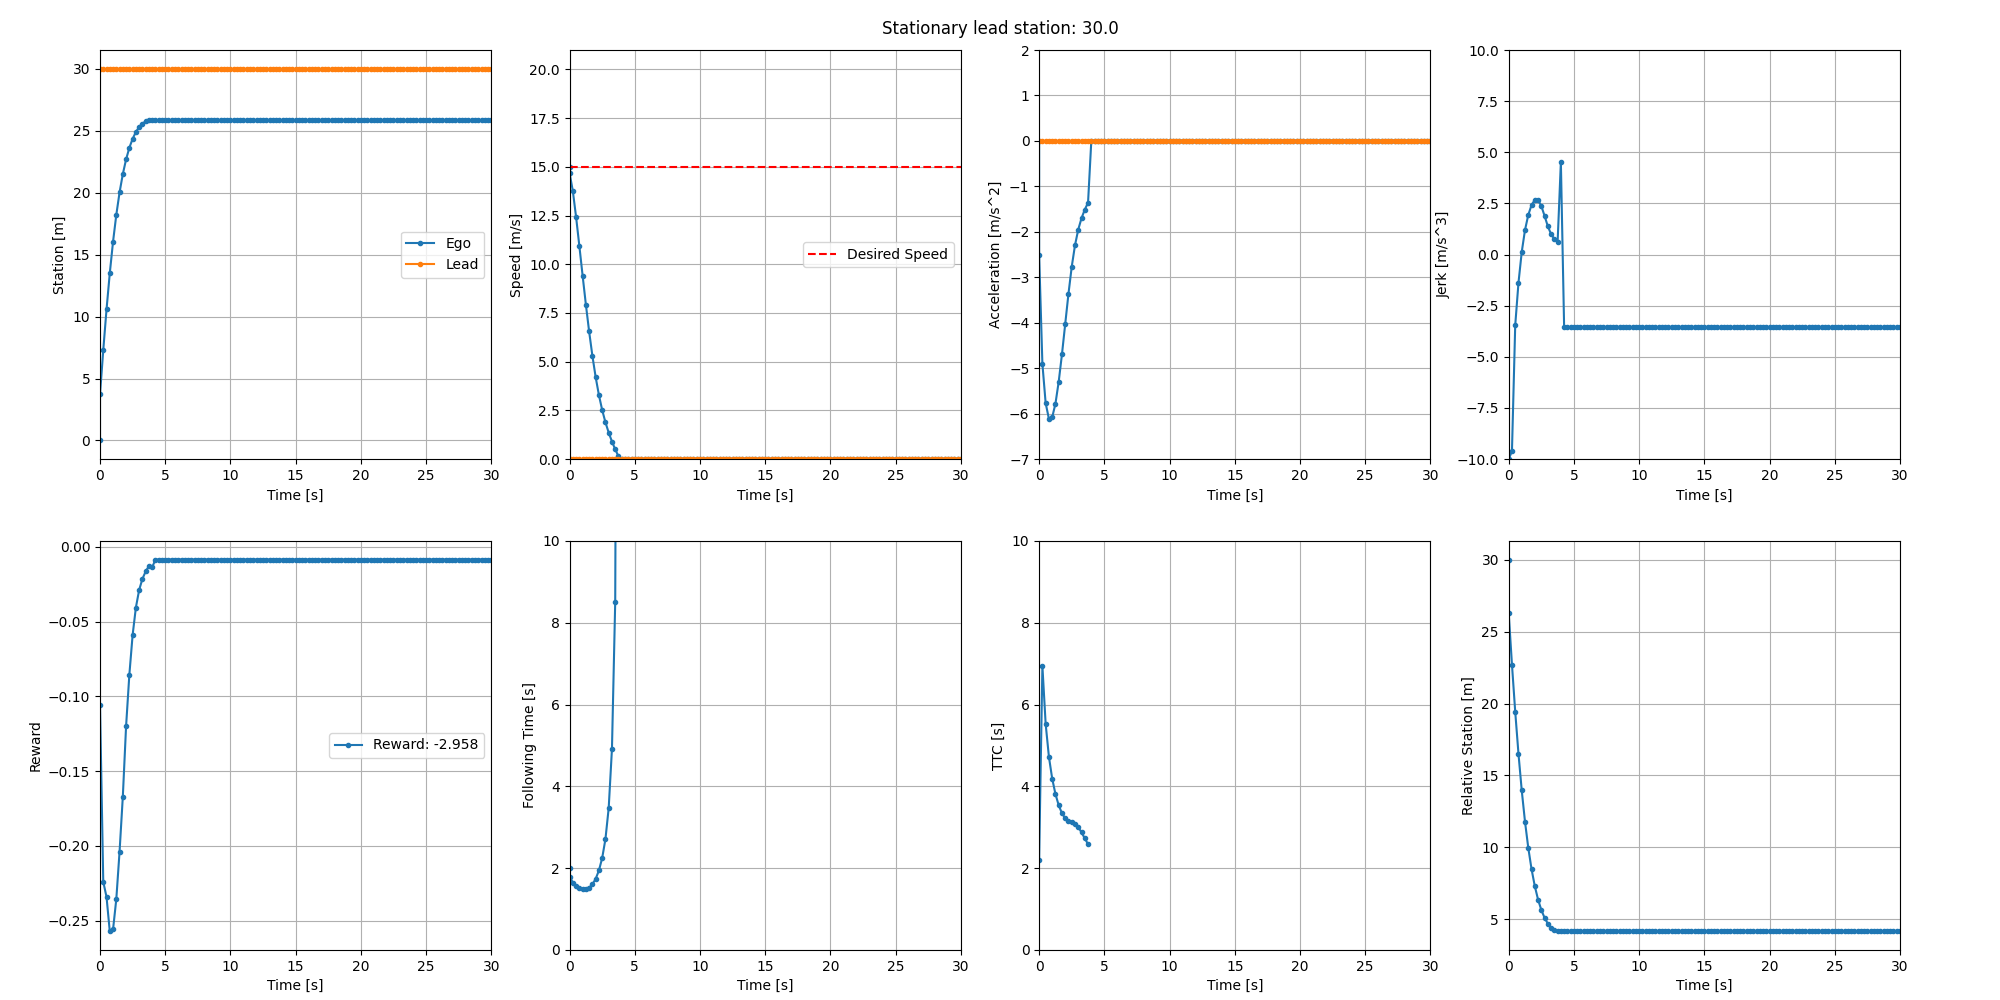 Stationary lead station: 30.0
Station [m]
30
25
20
15
10
5
0
Ego
Lead
0 5 10 15 20 25 30
Time [s]
Speed [m/s]
20.0
17.5
15.0
12.5
10.0
7.5
5.0
2.5
0.0
Desired Speed
0 5 10 15 20 25 30
Time [s]
Acceleration [m/s^2]
2
1
0
−1
−2
−3
−4
−5
−6
−7
0 5 10 15 20 25 30
Time [s]
Jerk [m/s^3]
10.0
7.5
5.0
2.5
0.0
−2.5
−5.0
−7.5
−10.0
0 5 10 15 20 25 30
Time [s]
Reward
0.00
−0.05
−0.10
−0.15
−0.20
−0.25
Reward: -2.958
0 5 10 15 20 25 30
Time [s]
Following Time [s]
10
8
6
4
2
0
0 5 10 15 20 25 30
Time [s]
TTC [s]
10
8
6
4
2
0
0 5 10 15 20 25 30
Time [s]
Relative Station [m]
30
25
20
15
10
5
0 5 10 15 20 25 30
Time [s]